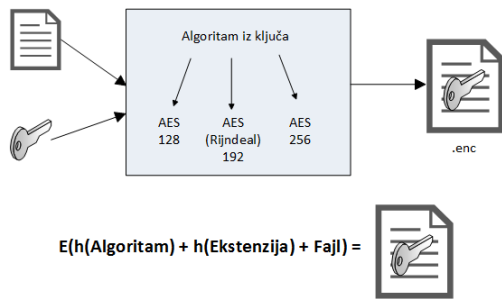 Algoritam iz ključa
AES
128
AES
(Rijndeal)
192
AES
256
.enc
E(h(Algoritam) + h(Ekstenzija) + Fajl) =